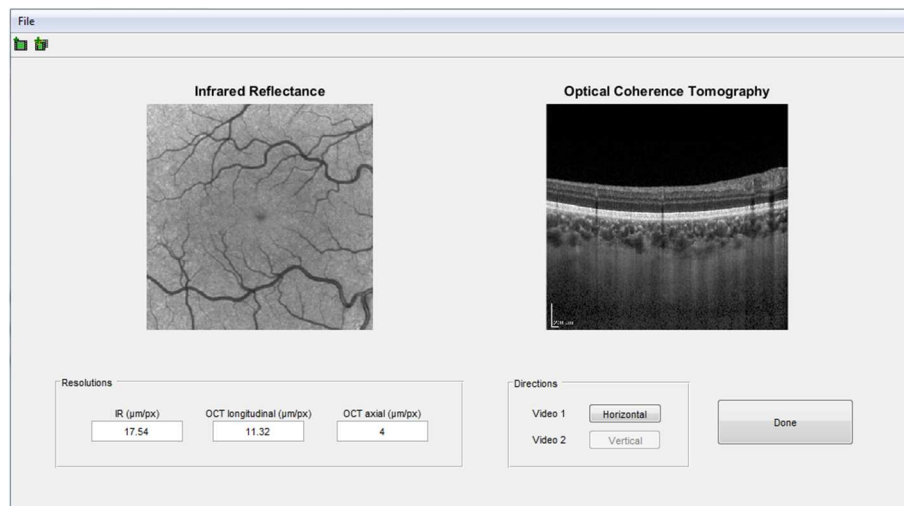 File
Infrared Reflectance
Optical Coherence Tomography
Resolutions
IR (µm/px)
OCT longitudinal (µm/px)
OCT axial (µm/px)
17.54
11.32
4
Directions
Video 1
Horizontal
Video 2
Vertical
Done